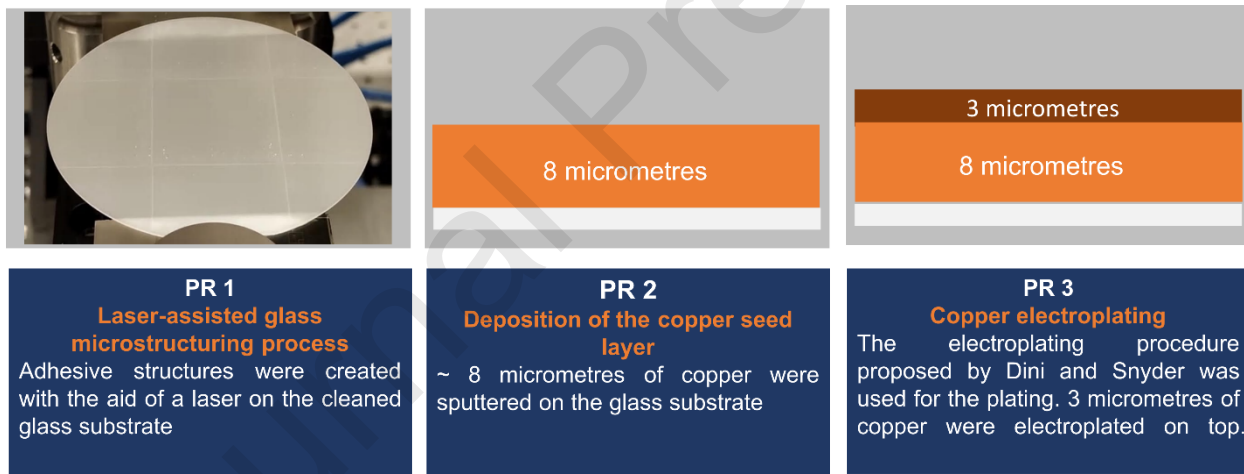 8 micrometres
3 micrometres
8 micrometres
PR 1
Laser-assisted glass
microstructuring process
Adhesive structures were created
with the aid of a laser on the cleaned
glass substrate
PR 2
Deposition of the copper seed
layer
~ 8 micrometres of copper were
sputtered on the glass substrate
PR 3
Copper electroplating
The electroplating procedure
proposed by Dini and Snyder was
used for the plating. 3 micrometres of
copper were electroplated on top.